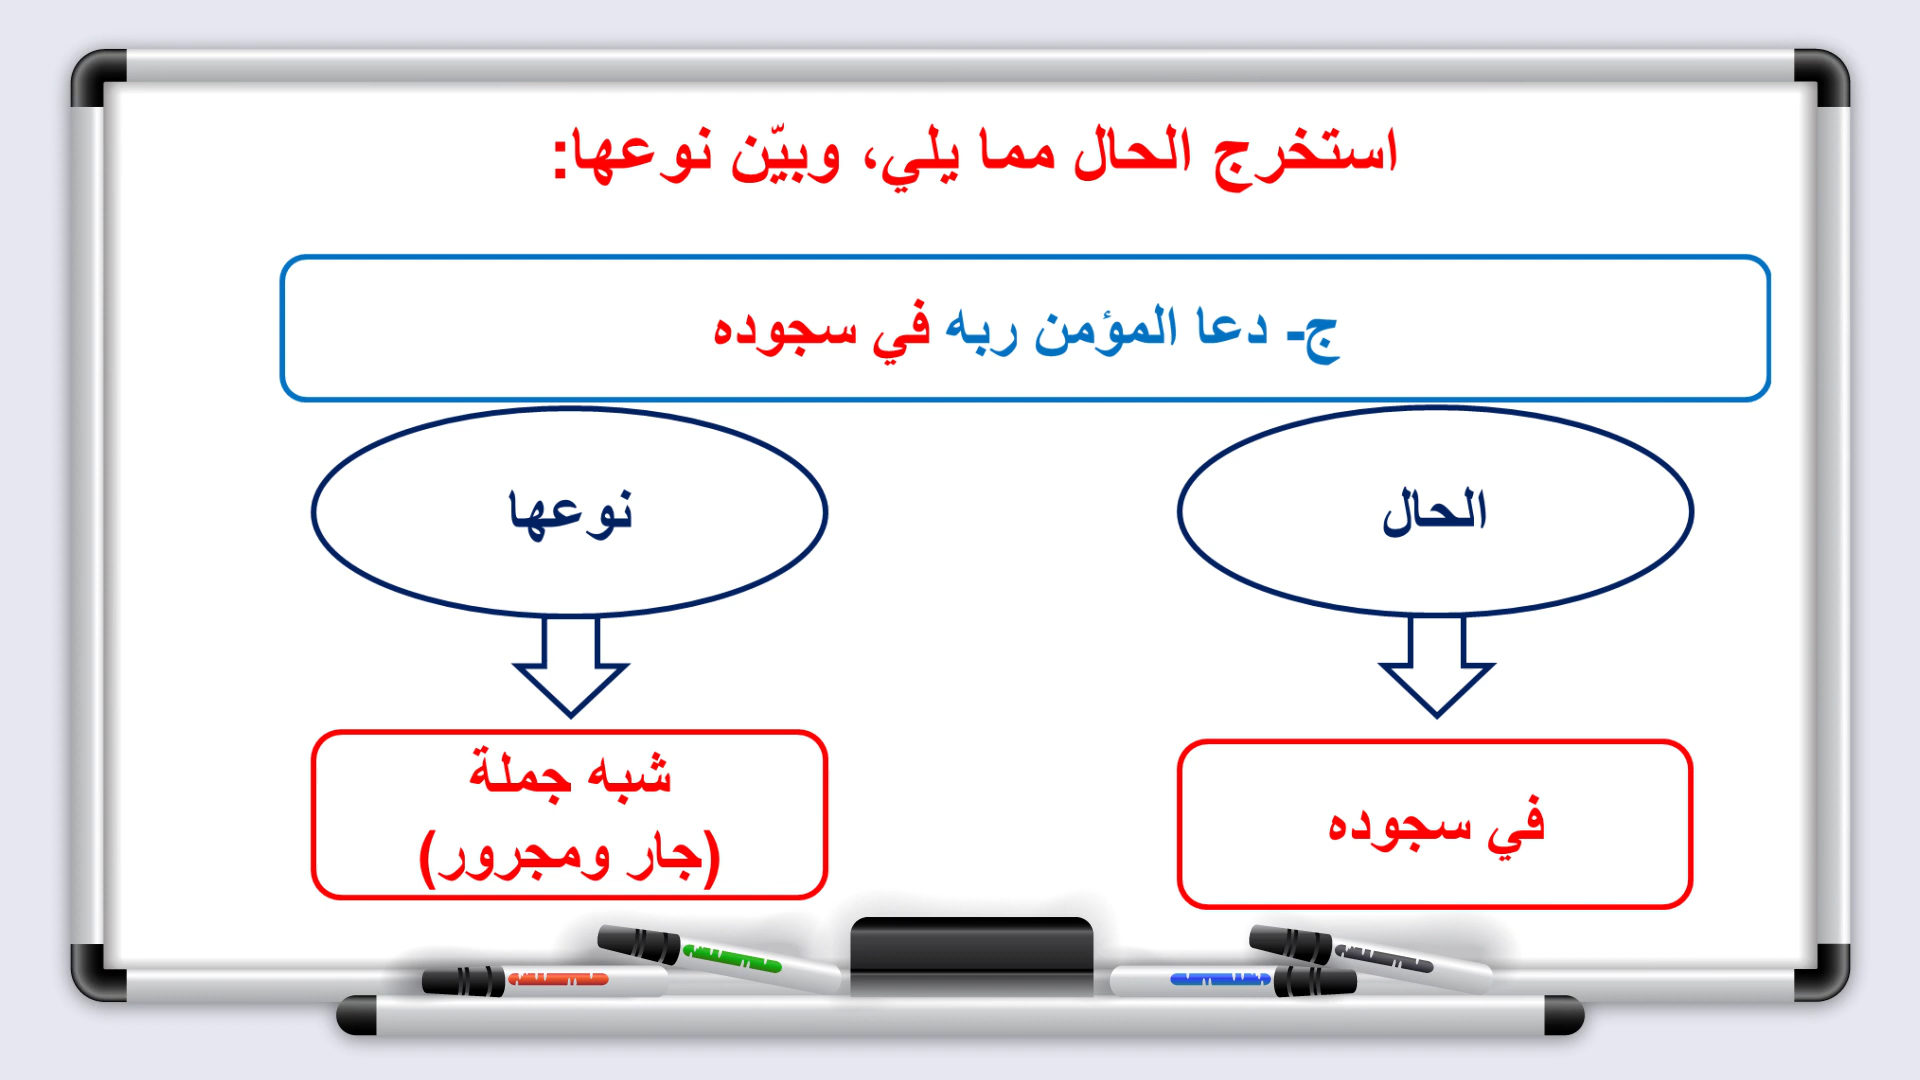 استخرج الحال مما يلي، وبيّن نوعها:
ج- دعا المؤمن ربه في سجوده
الحال
نوعها
في سجوده
شبه جملة
(جار ومجرور)